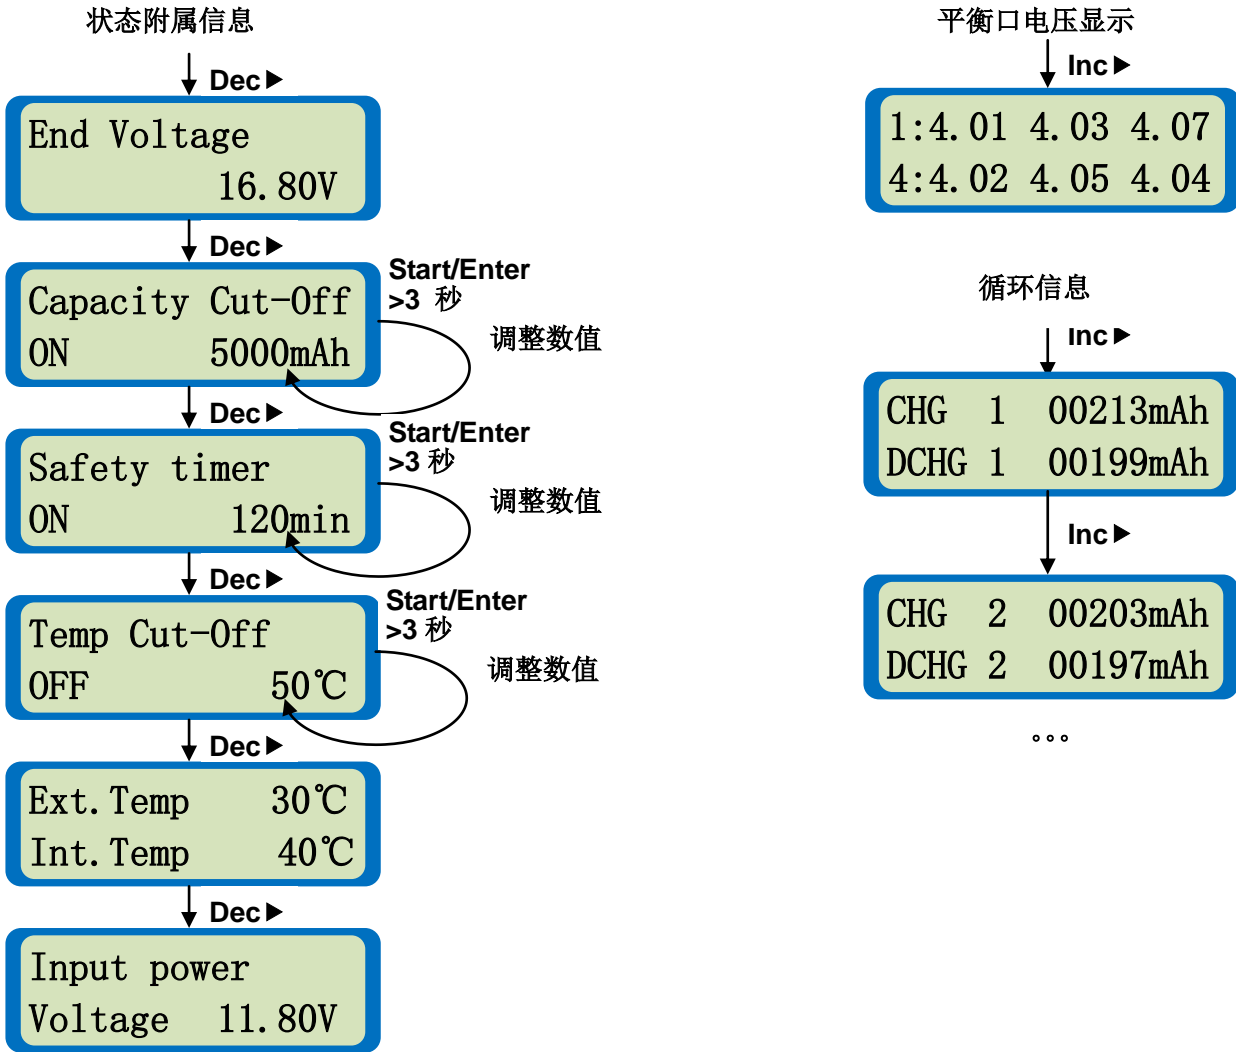 状态附属信息
Dec▶
End Voltage
16.80V
Dec▶
Capacity Cut-Off
ON 5000mAh
Start/Enter
>3 秒
调整数值
Dec▶
Safety timer
ON 120min
Start/Enter
>3 秒
调整数值
Dec▶
Temp Cut-Off
OFF 50℃
Start/Enter
>3 秒
调整数值
Dec▶
Ext.Temp 30℃
Int.Temp 40℃
Dec▶
Input power
Voltage 11.80V
平衡口电压显示
Inc▶
1:4.01 4.03 4.07
4:4.02 4.05 4.04
循环信息
Inc▶
CHG 1 00213mAh
DCHG 1 00199mAh
Inc▶
CHG 2 00203mAh
DCHG 2 00197mAh
。。。